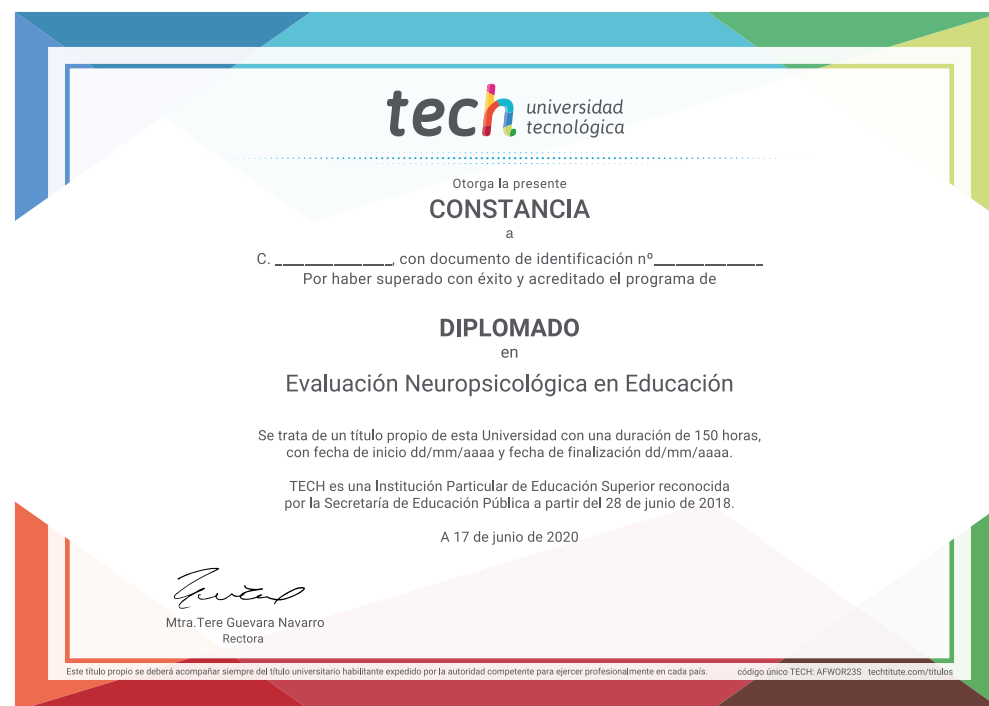 tech universidad
tecnológica
Otorga la presente
CONSTANCIA
a
C. ______________, con documento de identificación nº_____________
Por haber superado con éxito y acreditado el programa de
DIPLOMADO
en
Evaluación Neuropsicológica en Educación
Se trata de un título propio de esta Universidad con una duración de 150 horas,
con fecha de inicio dd/mm/aaaa y fecha de finalización dd/mm/aaaa.
TECH es una Institución Particular de Educación Superior reconocida
por la Secretaría de Educación Pública a partir del 28 de junio de 2018.
A 17 de junio de 2020
Mtra.Tere Guevara Navarro
Rectora
Este título propio se deberá acompañar siempre del título universitario habilitante expedido por la autoridad competente para ejercer profesionalmente en cada país. código único TECH: AFWOR23S techtitute.com/titulos